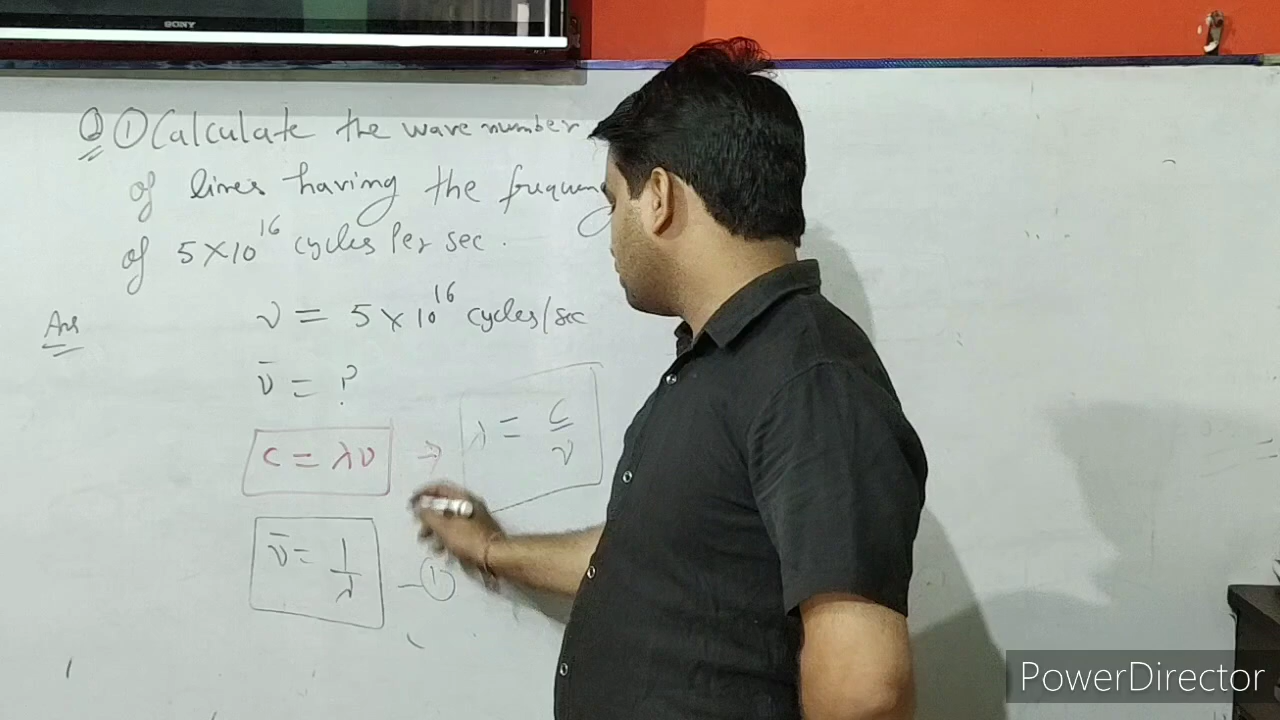 SONY
Q ① Calculate the wave number
of lines having the frequency
of 5×10^16 cycles Per sec.
Ans
ν = 5×10^16 cycles/sec
ν̄ = ?
c = λν → λ = c/ν
ν̄ = 1/λ —①
PowerDirector